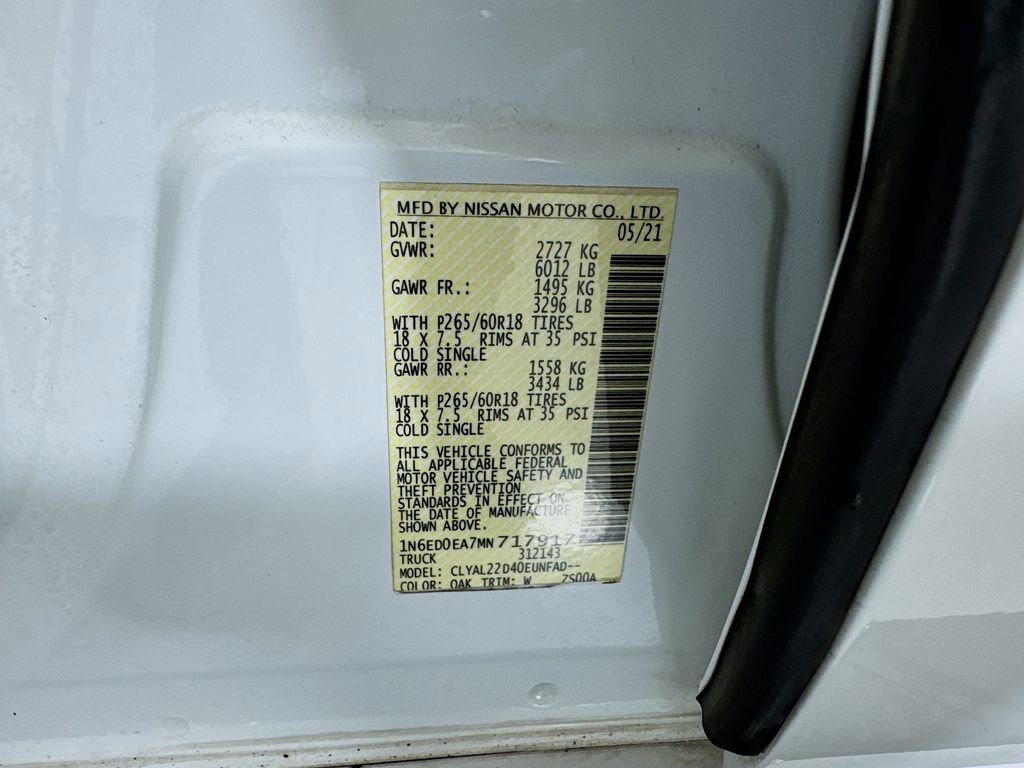 MFD BY NISSAN MOTOR CO., LTD.
DATE: 05/21
GVWR: 2727 KG
6012 LB
GAWR FR.: 1495 KG
3296 LB
WITH P265/60R18 TIRES
18 X 7.5 RIMS AT 35 PSI
COLD SINGLE
GAWR RR.: 1558 KG
3434 LB
WITH P265/60R18 TIRES
18 X 7.5 RIMS AT 35 PSI
COLD SINGLE
THIS VEHICLE CONFORMS TO
ALL APPLICABLE FEDERAL
MOTOR VEHICLE SAFETY AND
THEFT PREVENTION
STANDARDS IN EFFECT ON
THE DATE OF MANUFACTURE
SHOWN ABOVE.
1N6ED0EA7MN717917
TRUCK 312143
MODEL: CLYAL22D40EUNFAD--
COLOR: QAK TRIM: W ZS00A